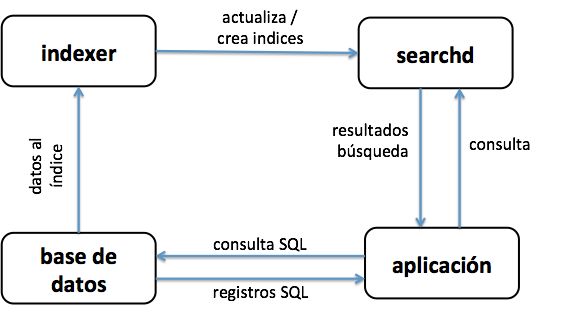 actualiza /
crea indices
indexer
searchd
resultados
búsqueda
consulta
datos al
índice
consulta SQL
base de
datos
aplicación
registros SQL